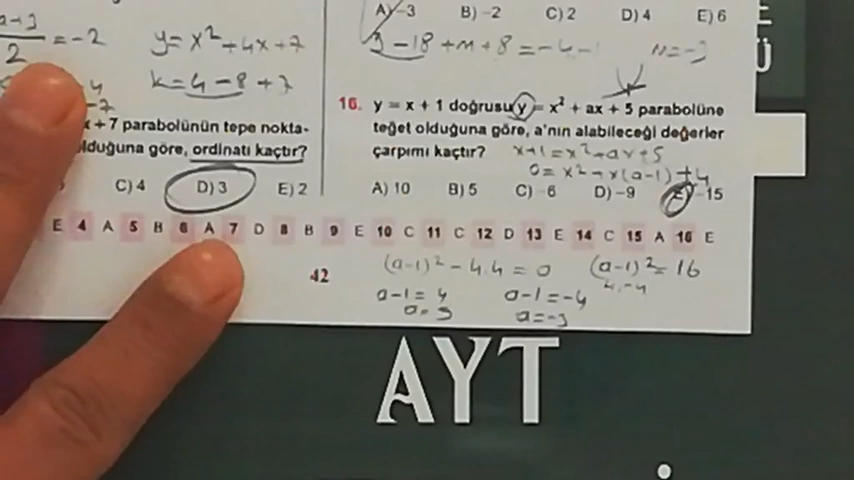 = -2
2
y = x² + 4x + 7
k = 4 - 8 + 7
x + 7 parabolünün tepe nokta-
olduğuna göre, ordinatı kaçtır?
C) 4 D) 3 E) 2
A) -3 B) -2 C) 2 D) 4 E) 6
16. y = x + 1 doğrusu y = x² + ax + 5 parabolüne
teğet olduğuna göre, a'nın alabileceği değerler
çarpımı kaçtır?
x+1 = x² + ax + 5
0 = x² + x(a-1) + 4
A) 10 B) 5 C) -6 D) -9 E) -15
E 4 A 5 B 6 A 7 D 8 B 9 E 10 C 11 C 12 D 13 E 14 C 15 A 16 E
42
(a-1)² - 4.4 = 0 (a-1)² = 16
4, -4
a-1 = 4 a-1 = -4
a = 5 a = -3
AYT